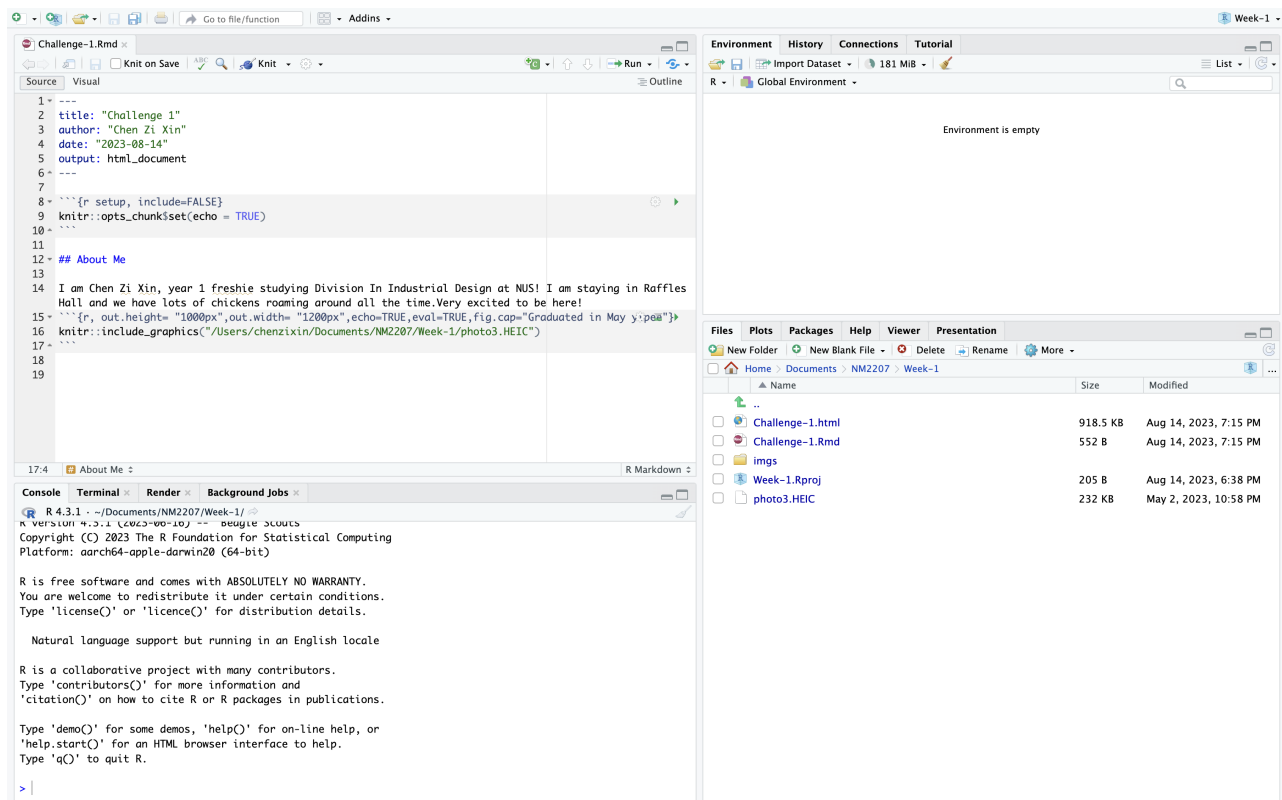 Go to file/function
Addins
Week-1
Challenge-1.Rmd
Knit on Save
ABC
Knit
Run
Source Visual
Outline
1 ---
2 title: "Challenge 1"
3 author: "Chen Zi Xin"
4 date: "2023-08-14"
5 output: html_document
6 ---
7
8 ```{r setup, include=FALSE}
9 knitr::opts_chunk$set(echo = TRUE)
10 ```
11
12 ## About Me
13
14 I am Chen Zi Xin, year 1 freshie studying Division In Industrial Design at NUS! I am staying in Raffles
Hall and we have lots of chickens roaming around all the time.Very excited to be here!
15 ```{r, out.height= "1000px",out.width= "1200px",echo=TRUE,eval=TRUE,fig.cap="Graduated in May
16 knitr::include_graphics("/Users/chenzixin/Documents/NM2207/Week-1/photo3.HEIC")
17 ```
18
19
17:4 # About Me R Markdown
Console Terminal Render Background Jobs
R 4.3.1 · ~/Documents/NM2207/Week-1/
R version 4.3.1 (2023-06-16) -- "Beagle Scouts"
Copyright (C) 2023 The R Foundation for Statistical Computing
Platform: aarch64-apple-darwin20 (64-bit)
R is free software and comes with ABSOLUTELY NO WARRANTY.
You are welcome to redistribute it under certain conditions.
Type 'license()' or 'licence()' for distribution details.
Natural language support but running in an English locale
R is a collaborative project with many contributors.
Type 'contributors()' for more information and
'citation()' on how to cite R or R packages in publications.
Type 'demo()' for some demos, 'help()' for on-line help, or
'help.start()' for an HTML browser interface to help.
Type 'q()' to quit R.
>
Environment History Connections Tutorial
Import Dataset 181 MiB List
R Global Environment
Environment is empty
Files Plots Packages Help Viewer Presentation
New Folder New Blank File Delete Rename More
Home > Documents > NM2207 > Week-1 ...
Name Size Modified
..
Challenge-1.html 918.5 KB Aug 14, 2023, 7:15 PM
Challenge-1.Rmd 552 B Aug 14, 2023, 7:15 PM
imgs
Week-1.Rproj 205 B Aug 14, 2023, 6:38 PM
photo3.HEIC 232 KB May 2, 2023, 10:58 PM